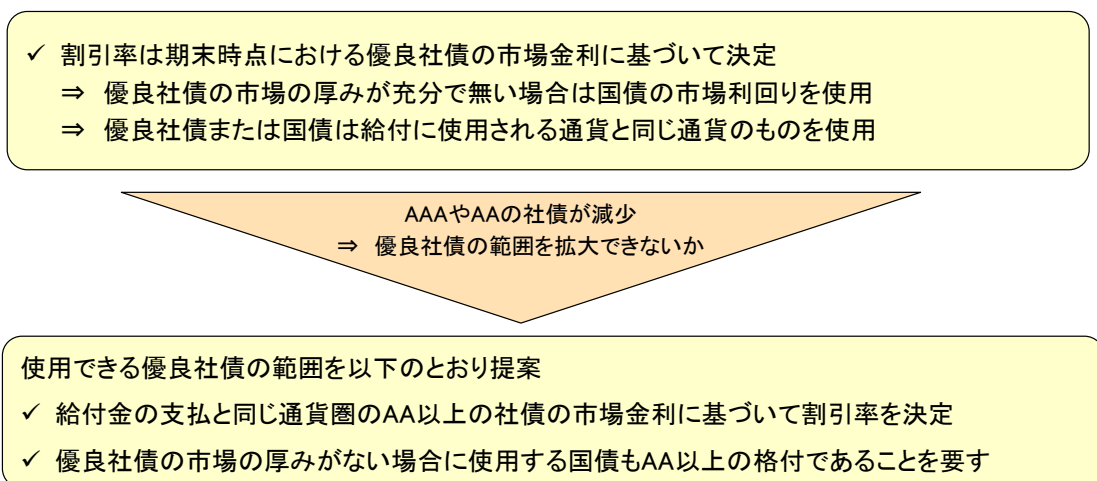 ✓ 割引率は期末時点における優良社債の市場金利に基づいて決定
⇒ 優良社債の市場の厚みが充分で無い場合は国債の市場利回りを使用
⇒ 優良社債または国債は給付に使用される通貨と同じ通貨のものを使用
AAAやAAの社債が減少
⇒ 優良社債の範囲を拡大できないか
使用できる優良社債の範囲を以下のとおり提案
✓ 給付金の支払と同じ通貨圏のAA以上の社債の市場金利に基づいて割引率を決定
✓ 優良社債の市場の厚みがない場合に使用する国債もAA以上の格付であることを要す